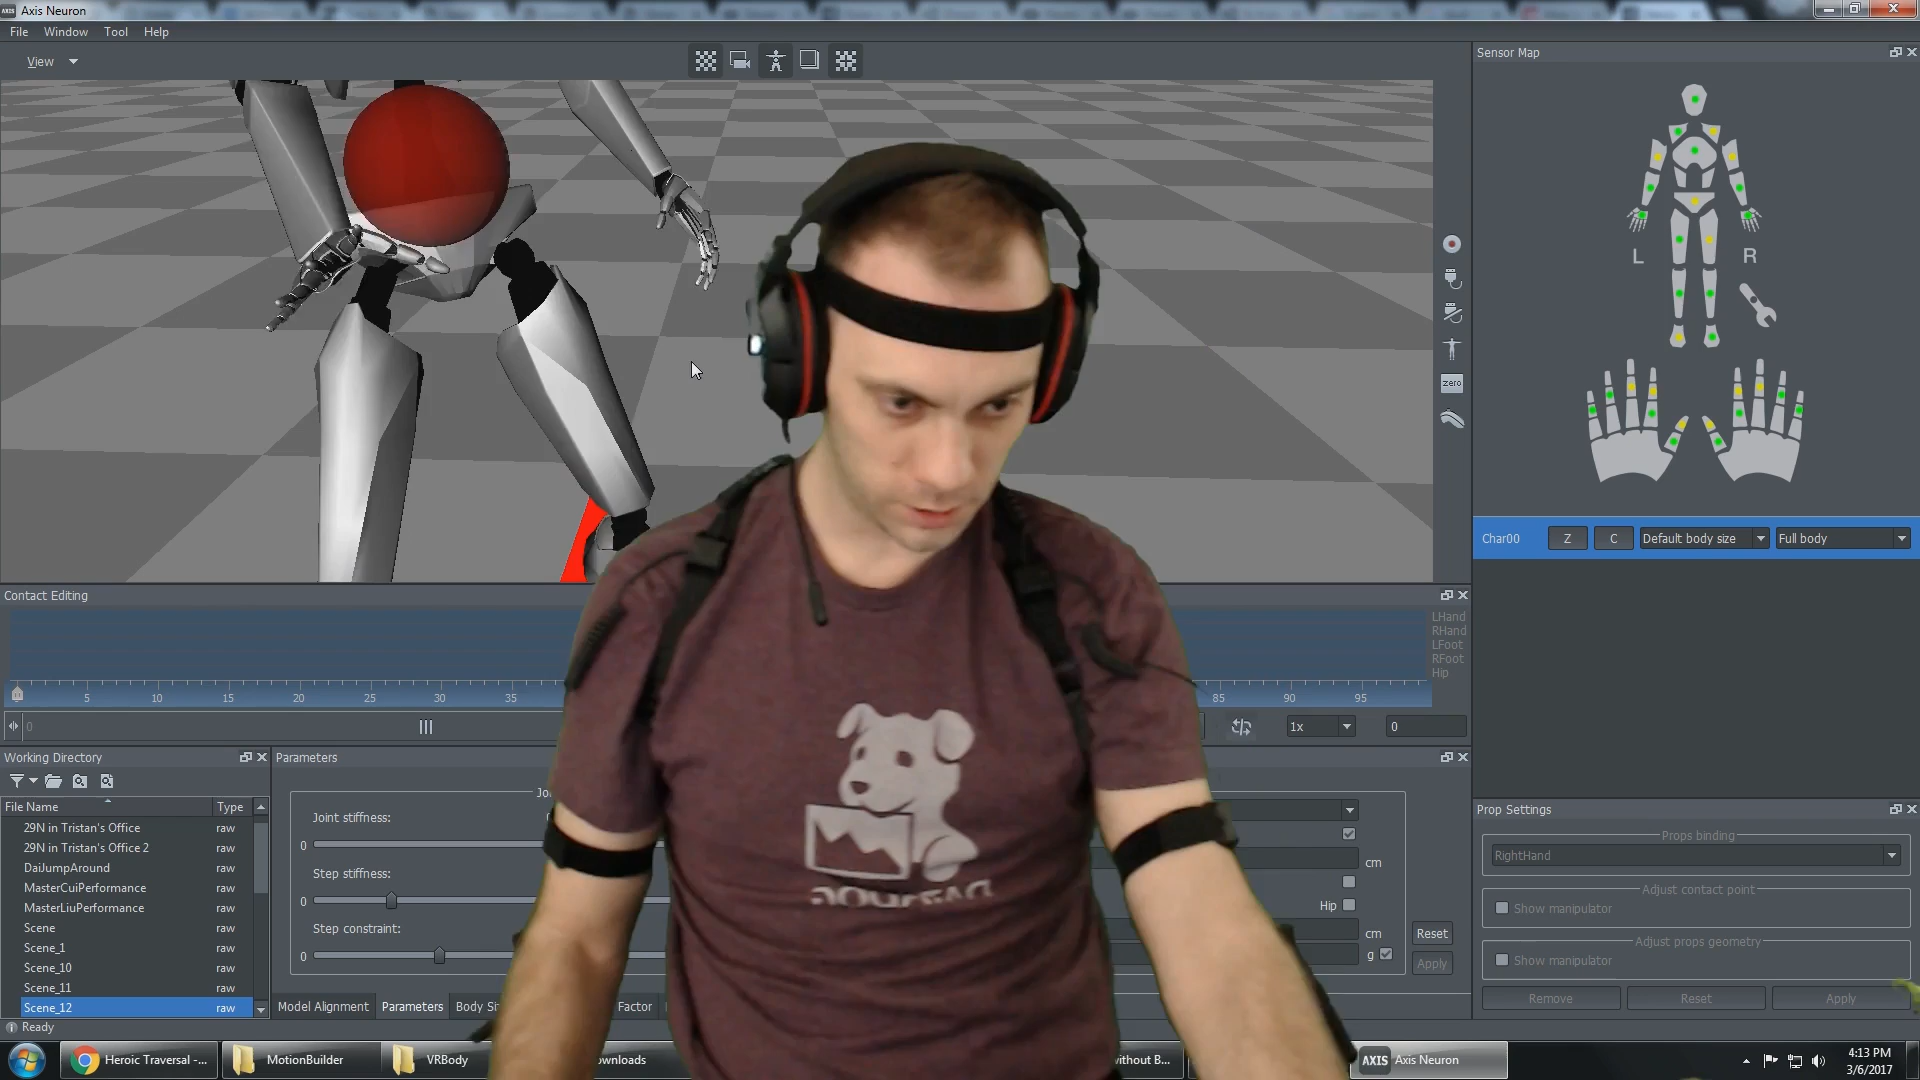 AXIS Axis Neuron
File Window Tool Help
View
Sensor Map
L R
zero
Char00 Z C Default body size Full body
Contact Editing
LHand
RHand
LFoot
RFoot
Hip
5 10 15 20 25 30 35 85 90 95
0 1x 0
Working Directory
File Name Type
29N in Tristan's Office raw
29N in Tristan's Office 2 raw
DaiJumpAround raw
MasterCuiPerformance raw
MasterLiuPerformance raw
Scene raw
Scene_1 raw
Scene_10 raw
Scene_11 raw
Scene_12 raw
Parameters
Joint stiffness:
0
Step stiffness:
0
Step constraint:
0
cm
Hip
cm
g
Reset
Apply
Model Alignment Parameters Factor
Prop Settings
Props binding
RightHand
Adjust contact point
Show manipulator
Adjust props geometry
Show manipulator
Remove Reset Apply
Ready
Heroic Traversal -... MotionBuilder VRBody AXIS Axis Neuron
4:13 PM
3/6/2017